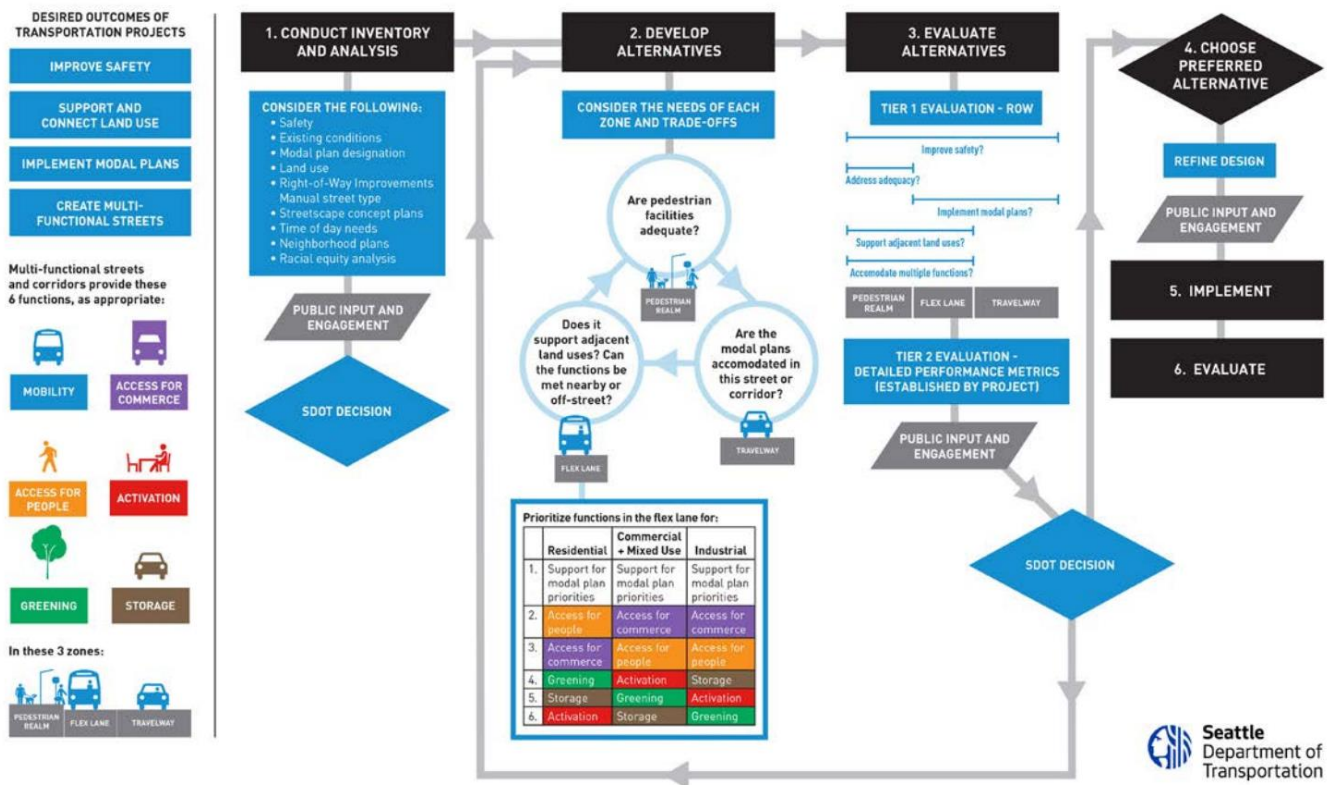 DESIRED OUTCOMES OF
TRANSPORTATION PROJECTS
IMPROVE SAFETY
SUPPORT AND
CONNECT LAND USE
IMPLEMENT MODAL PLANS
CREATE MULTI-
FUNCTIONAL STREETS
Multi-functional streets
and corridors provide these
6 functions, as appropriate:
MOBILITY
ACCESS FOR
COMMERCE
ACCESS FOR
PEOPLE
ACTIVATION
GREENING
STORAGE
In these 3 zones:
PEDESTRIAN
REALM
FLEX LANE
TRAVELWAY
1. CONDUCT INVENTORY
AND ANALYSIS
CONSIDER THE FOLLOWING:
• Safety
• Existing conditions
• Modal plan designation
• Land use
• Right-of-Way Improvements
Manual street type
• Streetscape concept plans
• Time of day needs
• Neighborhood plans
• Racial equity analysis
PUBLIC INPUT AND
ENGAGEMENT
SDOT DECISION
2. DEVELOP
ALTERNATIVES
CONSIDER THE NEEDS OF EACH
ZONE AND TRADE-OFFS
Are pedestrian
facilities
adequate?
PEDESTRIAN
REALM
Does it
support adjacent
land uses? Can
the functions be
met nearby or
off-street?
FLEX LANE
Are the
modal plans
accomodated in
this street or
corridor?
TRAVELWAY
Prioritize functions in the flex lane for:
Residential
Commercial
+ Mixed Use
Industrial
1. Support for
modal plan
priorities
Support for
modal plan
priorities
Support for
modal plan
priorities
2. Access for
people
Access for
commerce
Access for
commerce
3. Access for
commerce
Access for
people
Access for
people
4. Greening Activation Storage
5. Storage Greening Activation
6. Activation Storage Greening
3. EVALUATE
ALTERNATIVES
TIER 1 EVALUATION - ROW
Improve safety?
Address adequacy?
Implement modal plans?
Support adjacent land uses?
Accomodate multiple functions?
PEDESTRIAN
REALM
FLEX LANE
TRAVELWAY
TIER 2 EVALUATION -
DETAILED PERFORMANCE METRICS
(ESTABLISHED BY PROJECT)
PUBLIC INPUT AND
ENGAGEMENT
SDOT DECISION
4. CHOOSE
PREFERRED
ALTERNATIVE
REFINE DESIGN
PUBLIC INPUT AND
ENGAGEMENT
5. IMPLEMENT
6. EVALUATE
Seattle
Department of
Transportation